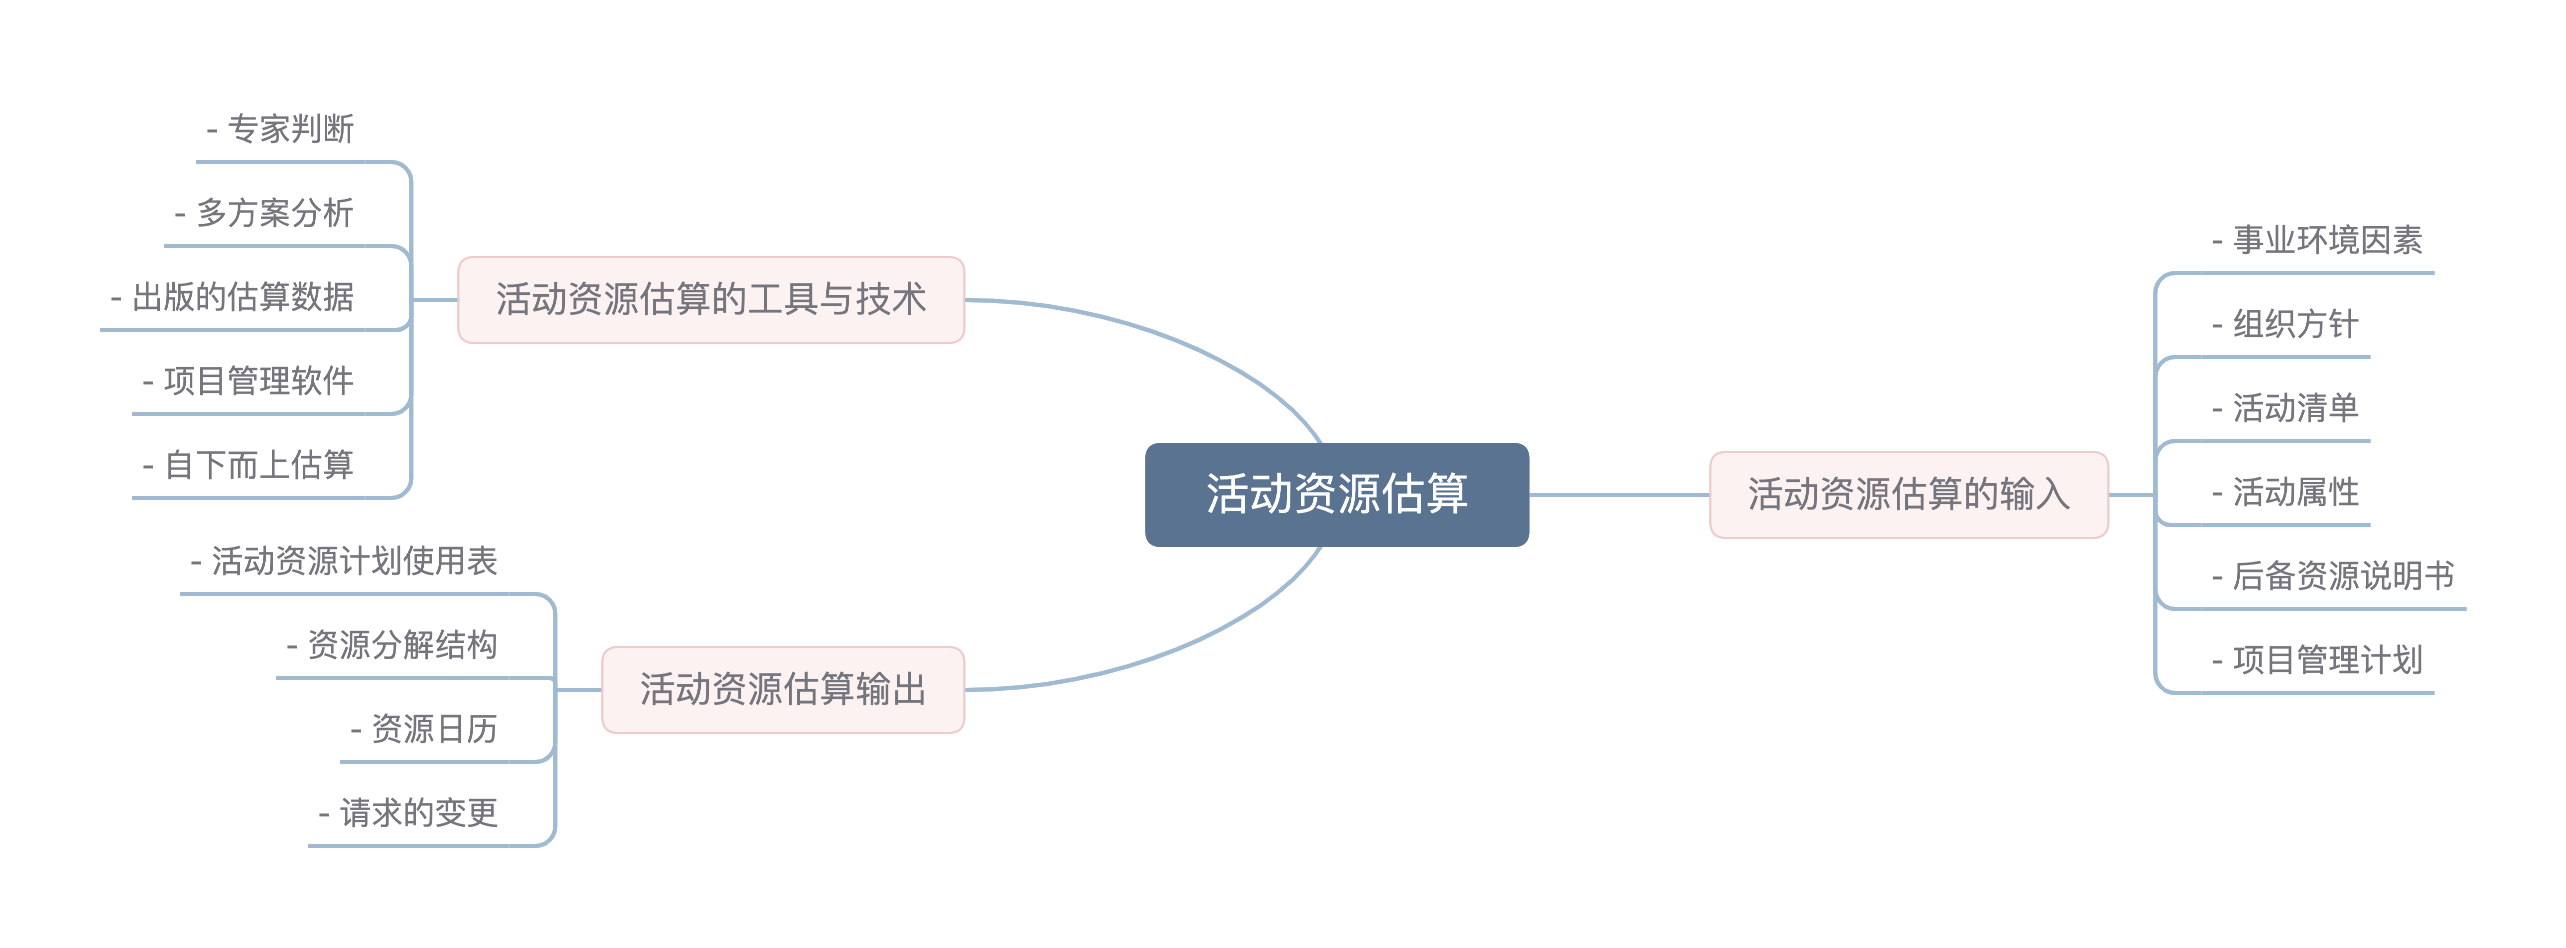 活动资源估算
活动资源估算的输入
- 事业环境因素
- 组织方针
- 活动清单
- 活动属性
- 后备资源说明书
- 项目管理计划
活动资源估算的工具与技术
- 专家判断
- 多方案分析
- 出版的估算数据
- 项目管理软件
- 自下而上估算
活动资源估算输出
- 活动资源计划使用表
- 资源分解结构
- 资源日历
- 请求的变更